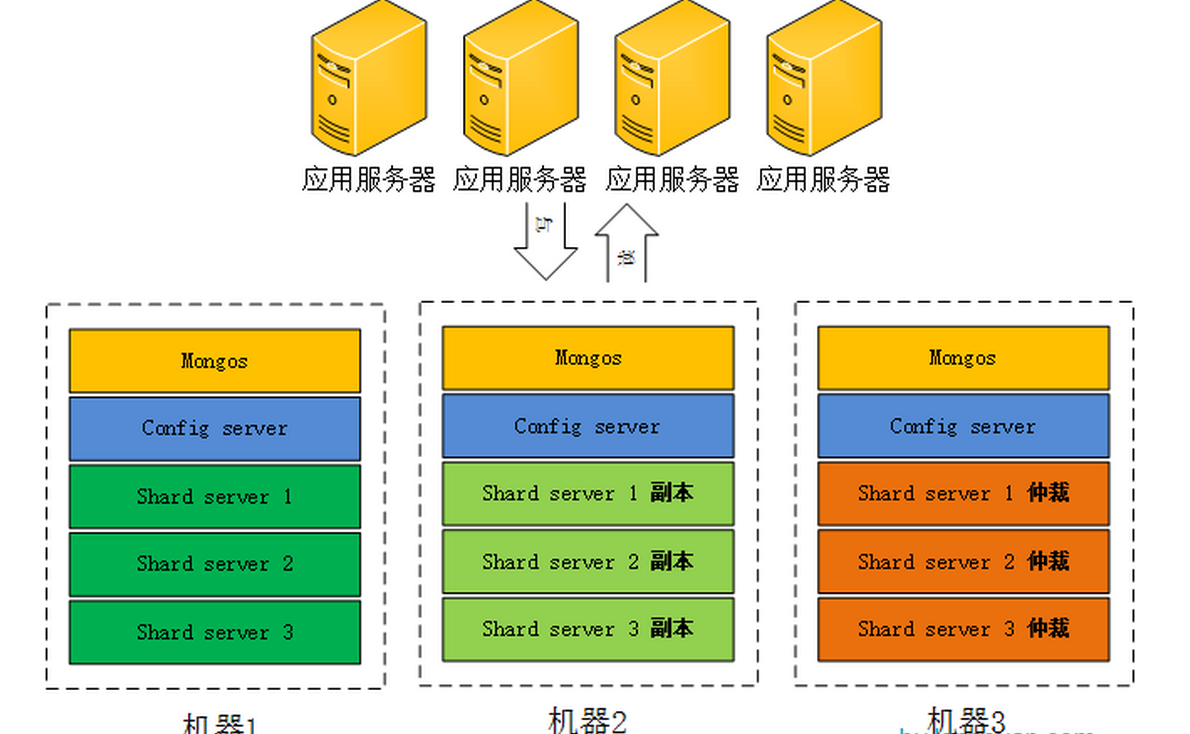 应用服务器 应用服务器 应用服务器 应用服务器
写
读
Mongos
Config server
Shard server 1
Shard server 2
Shard server 3
机器1
Mongos
Config server
Shard server 1 副本
Shard server 2 副本
Shard server 3 副本
机器2
Mongos
Config server
Shard server 1 仲裁
Shard server 2 仲裁
Shard server 3 仲裁
机器3